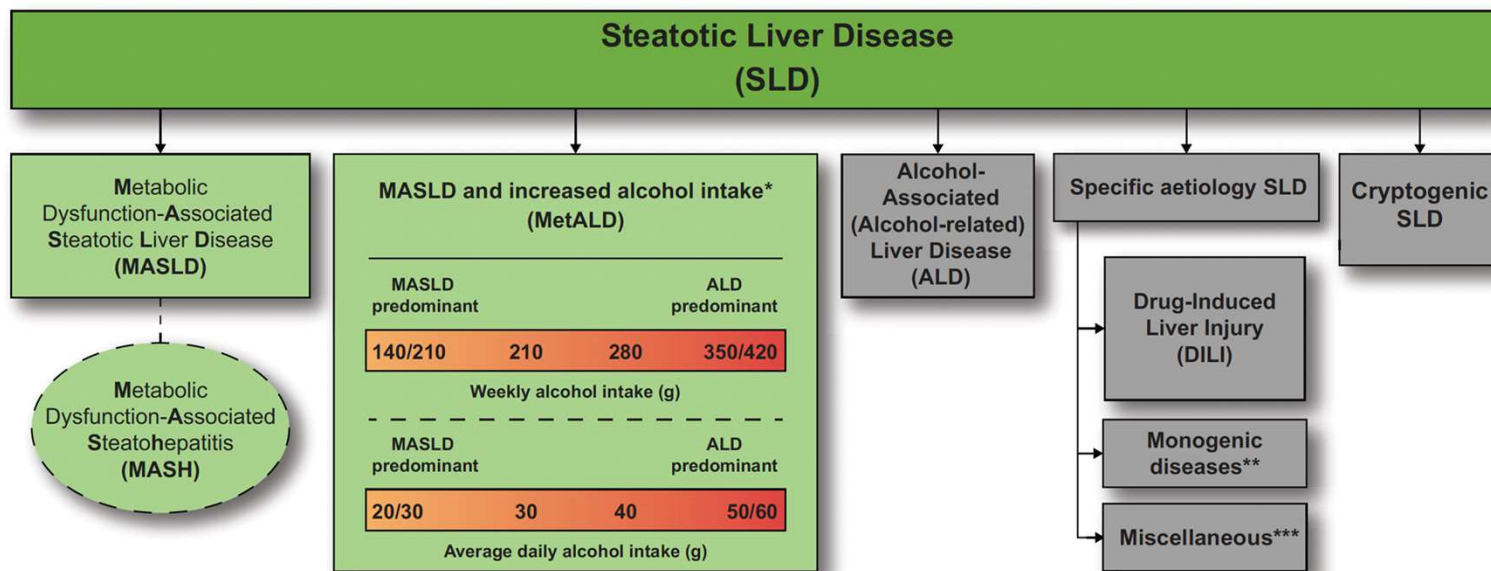 Steatotic Liver Disease
(SLD)
Metabolic
Dysfunction-Associated
Steatotic Liver Disease
(MASLD)
Metabolic
Dysfunction-Associated
Steatohepatitis
(MASH)
MASLD and increased alcohol intake*
(MetALD)
MASLD
predominant
ALD
predominant
140/210 210 280 350/420
Weekly alcohol intake (g)
MASLD
predominant
ALD
predominant
20/30 30 40 50/60
Average daily alcohol intake (g)
Alcohol-
Associated
(Alcohol-related)
Liver Disease
(ALD)
Specific aetiology SLD
Drug-Induced
Liver Injury
(DILI)
Monogenic
diseases**
Miscellaneous***
Cryptogenic
SLD